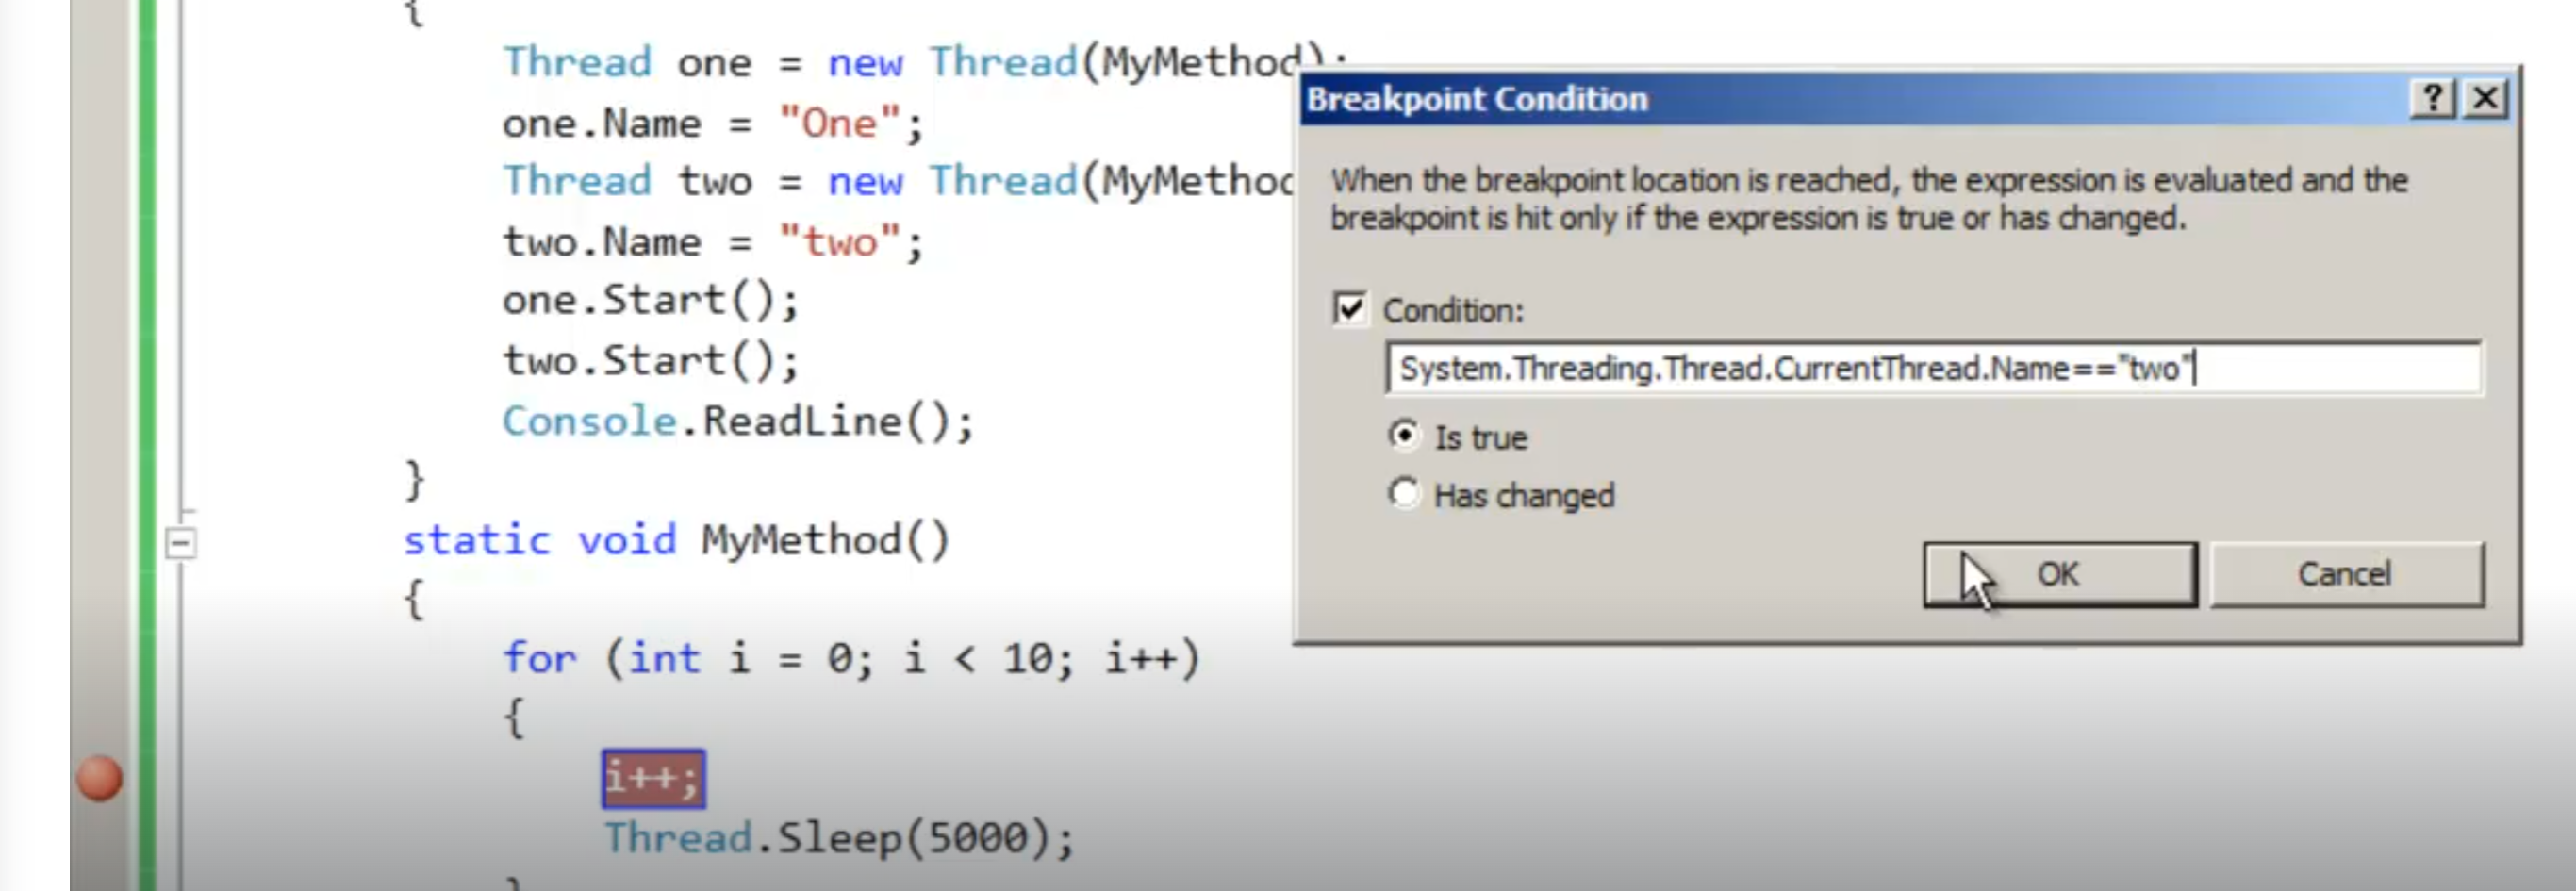 {
Thread one = new Thread(MyMethod);
one.Name = "One";
Thread two = new Thread(MyMethod
two.Name = "two";
one.Start();
two.Start();
Console.ReadLine();
}
static void MyMethod()
{
for (int i = 0; i < 10; i++)
{
i++;
Thread.Sleep(5000);
}
Breakpoint Condition
When the breakpoint location is reached, the expression is evaluated and the
breakpoint is hit only if the expression is true or has changed.
Condition:
System.Threading.Thread.CurrentThread.Name=="two"
Is true
Has changed
OK
Cancel